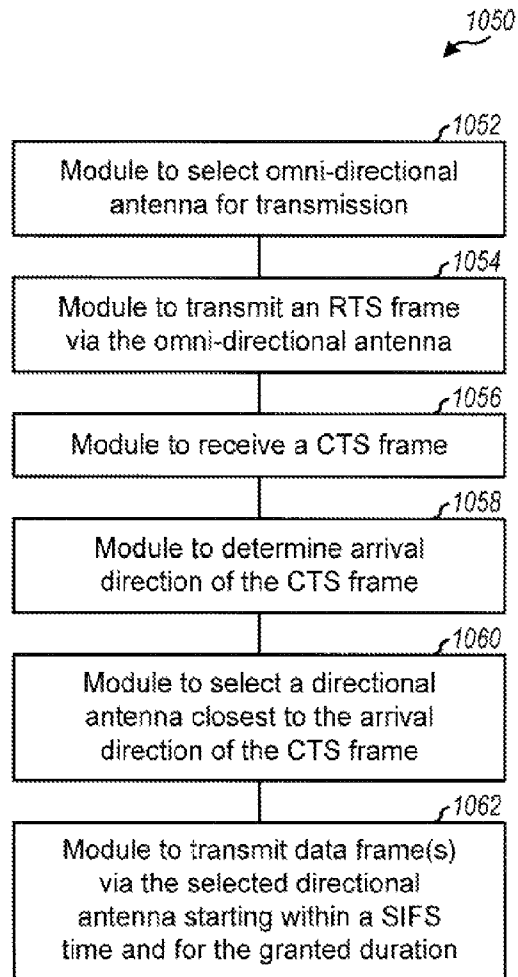 1050
1052
Module to select omni-directional
antenna for transmission
1054
Module to transmit an RTS frame
via the omni-directional antenna
1056
Module to receive a CTS frame
1058
Module to determine arrival
direction of the CTS frame
1060
Module to select a directional
antenna closest to the arrival
direction of the CTS frame
1062
Module to transmit data frame(s)
via the selected directional
antenna starting within a SIFS
time and for the granted duration